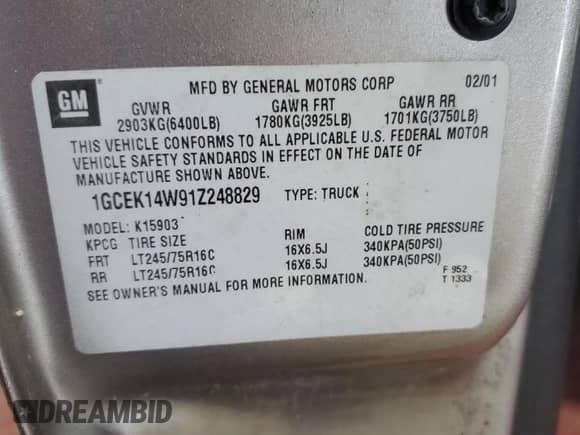 GM
MFD BY GENERAL MOTORS CORP 02/01
GVWR GAWR FRT GAWR RR
2903KG(6400LB) 1780KG(3925LB) 1701KG(3750LB)
THIS VEHICLE CONFORMS TO ALL APPLICABLE U.S. FEDERAL MOTOR
VEHICLE SAFETY STANDARDS IN EFFECT ON THE DATE OF
MANUFACTURE SHOWN ABOVE.
1GCEK14W91Z248829 TYPE: TRUCK
MODEL: K15903
KPCG TIRE SIZE RIM COLD TIRE PRESSURE
FRT LT245/75R16C 16X6.5J 340KPA(50PSI)
RR LT245/75R16C 16X6.5J 340KPA(50PSI)
SEE OWNER'S MANUAL FOR MORE INFORMATION.
F 952
T 1333
DREAMBID